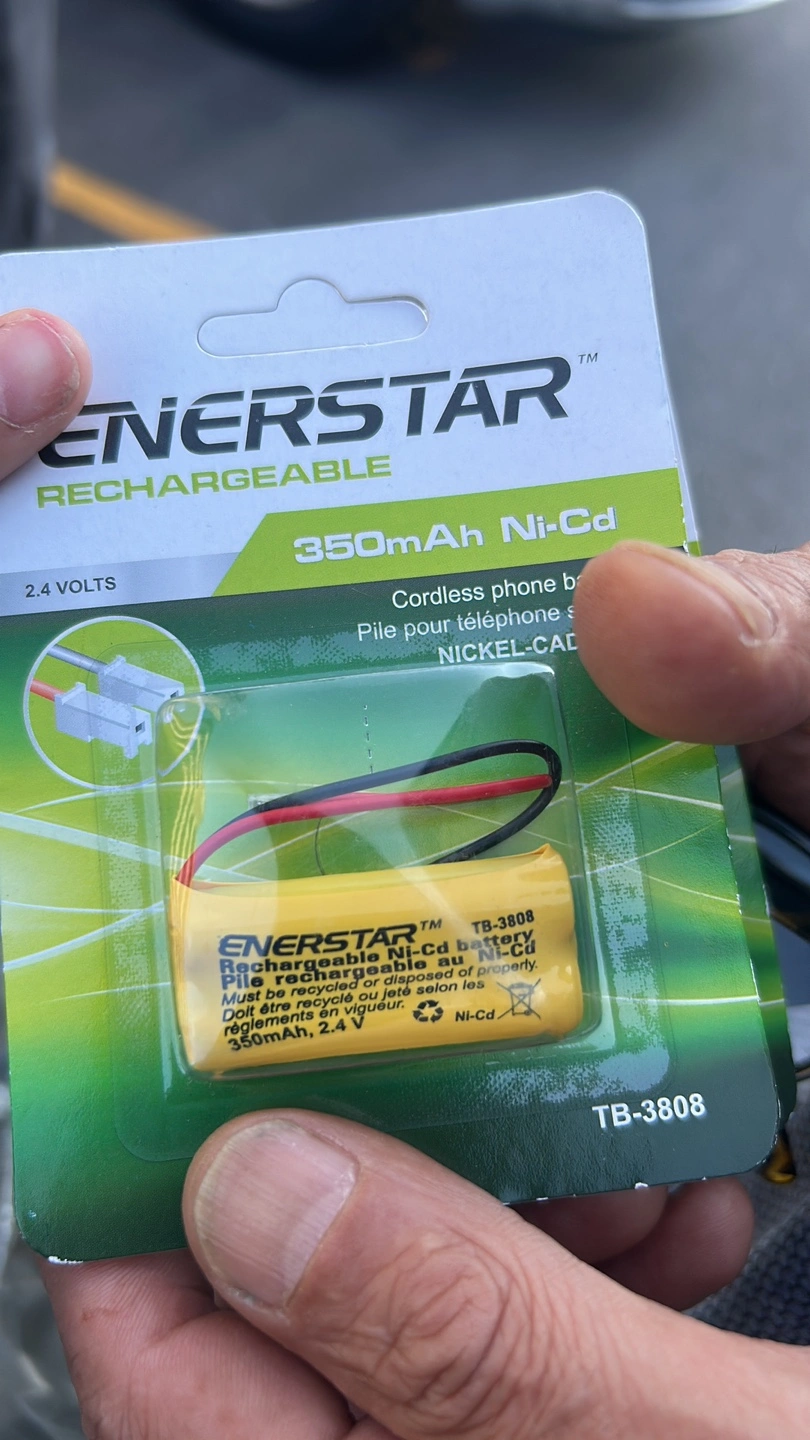 ENERSTAR™
RECHARGEABLE
350mAh Ni-Cd
2.4 VOLTS
Cordless phone
Pile pour téléphone
ENERSTAR™ TB-3808
Rechargeable Ni-Cd battery
Pile rechargeable au Ni-Cd
Must be recycled or disposed of properly.
Doit être recyclé ou jeté selon les
règlements en vigueur.
Ni-Cd
350mAh, 2.4 V
TB-3808